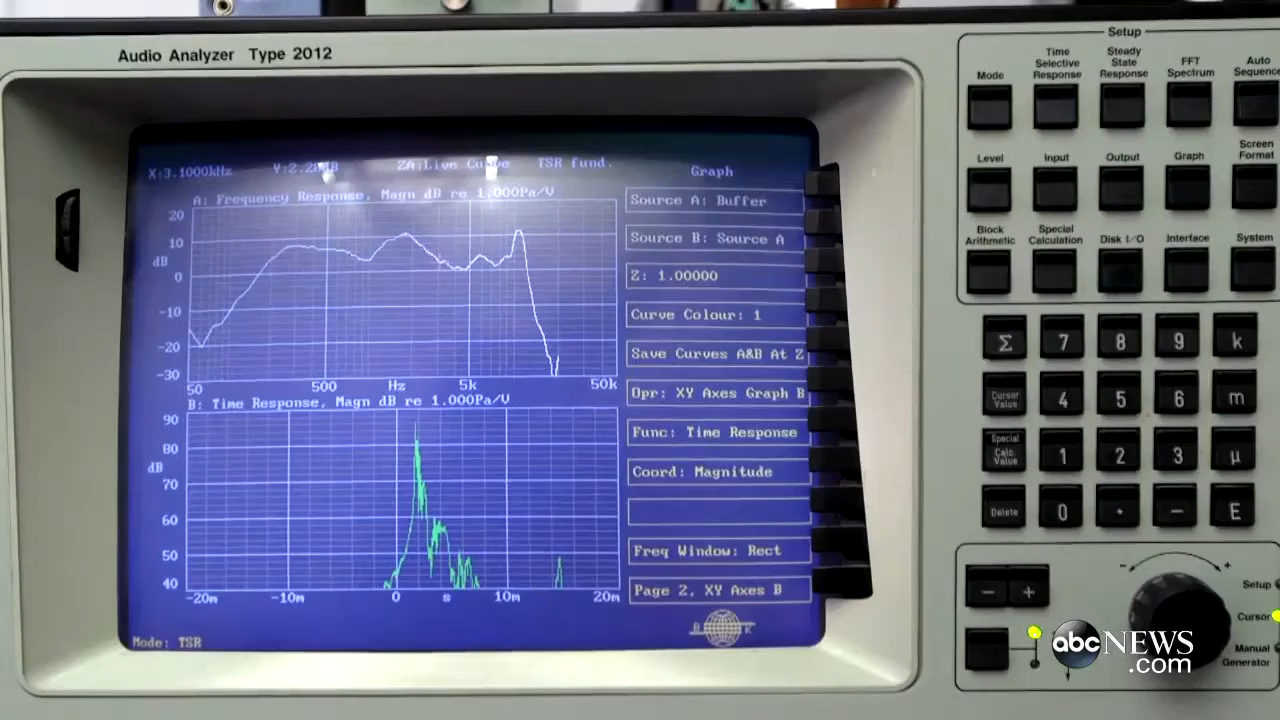 Audio Analyzer Type 2012
X:3.1000kHz Y:2.20dB ZA:Live Curve TSR fund.
A: Frequency Response, Magn dB re 1.000Pa/V
20
10
dB
0
-10
-20
-30
50 500 Hz 5k 50k
B: Time Response, Magn dB re 1.000Pa/V
90
80
dB
70
60
50
40
-20m -10m 0 s 10m 20m
Mode: TSR
Graph
Source A: Buffer
Source B: Source A
Z: 1.00000
Curve Colour: 1
Save Curves A&B At Z
Opr: XY Axes Graph B
Func: Time Response
Coord: Magnitude
Freq Window: Rect
Page 2, XY Axes B
B K
Setup
Mode
Time Selective Response
Steady State Response
FFT Spectrum
Auto Sequence
Level
Input
Output
Graph
Screen Format
Block Arithmetic
Special Calculation
Disk I/O
Interface
System
Σ 7 8 9 k
Cursor Value 4 5 6 m
Special Calc. Value 1 2 3 µ
Delete 0 · – E
– +
– +
Setup
Cursor
Manual Generator
abc NEWS
.com